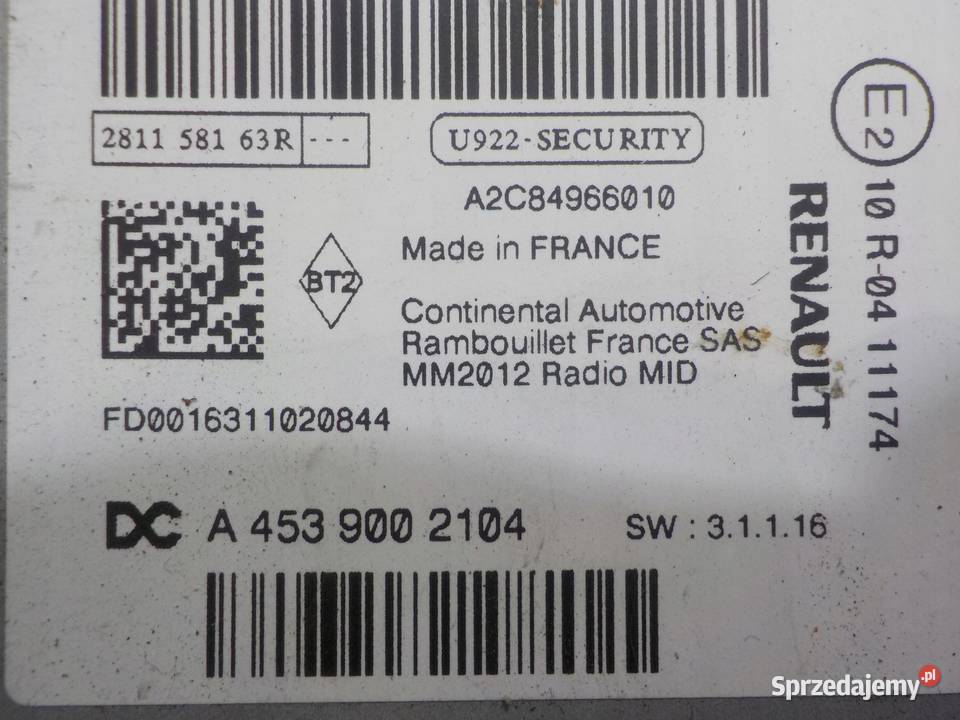 2811 581 63R ---
U922-SECURITY
A2C84966010
BT2
Made in FRANCE
Continental Automotive
Rambouillet France SAS
MM2012 Radio MID
FD0016311020844
E2 10 R-04 11174
RENAULT
DC A 453 900 2104
SW : 3.1.1.16
Sprzedajemy.pl